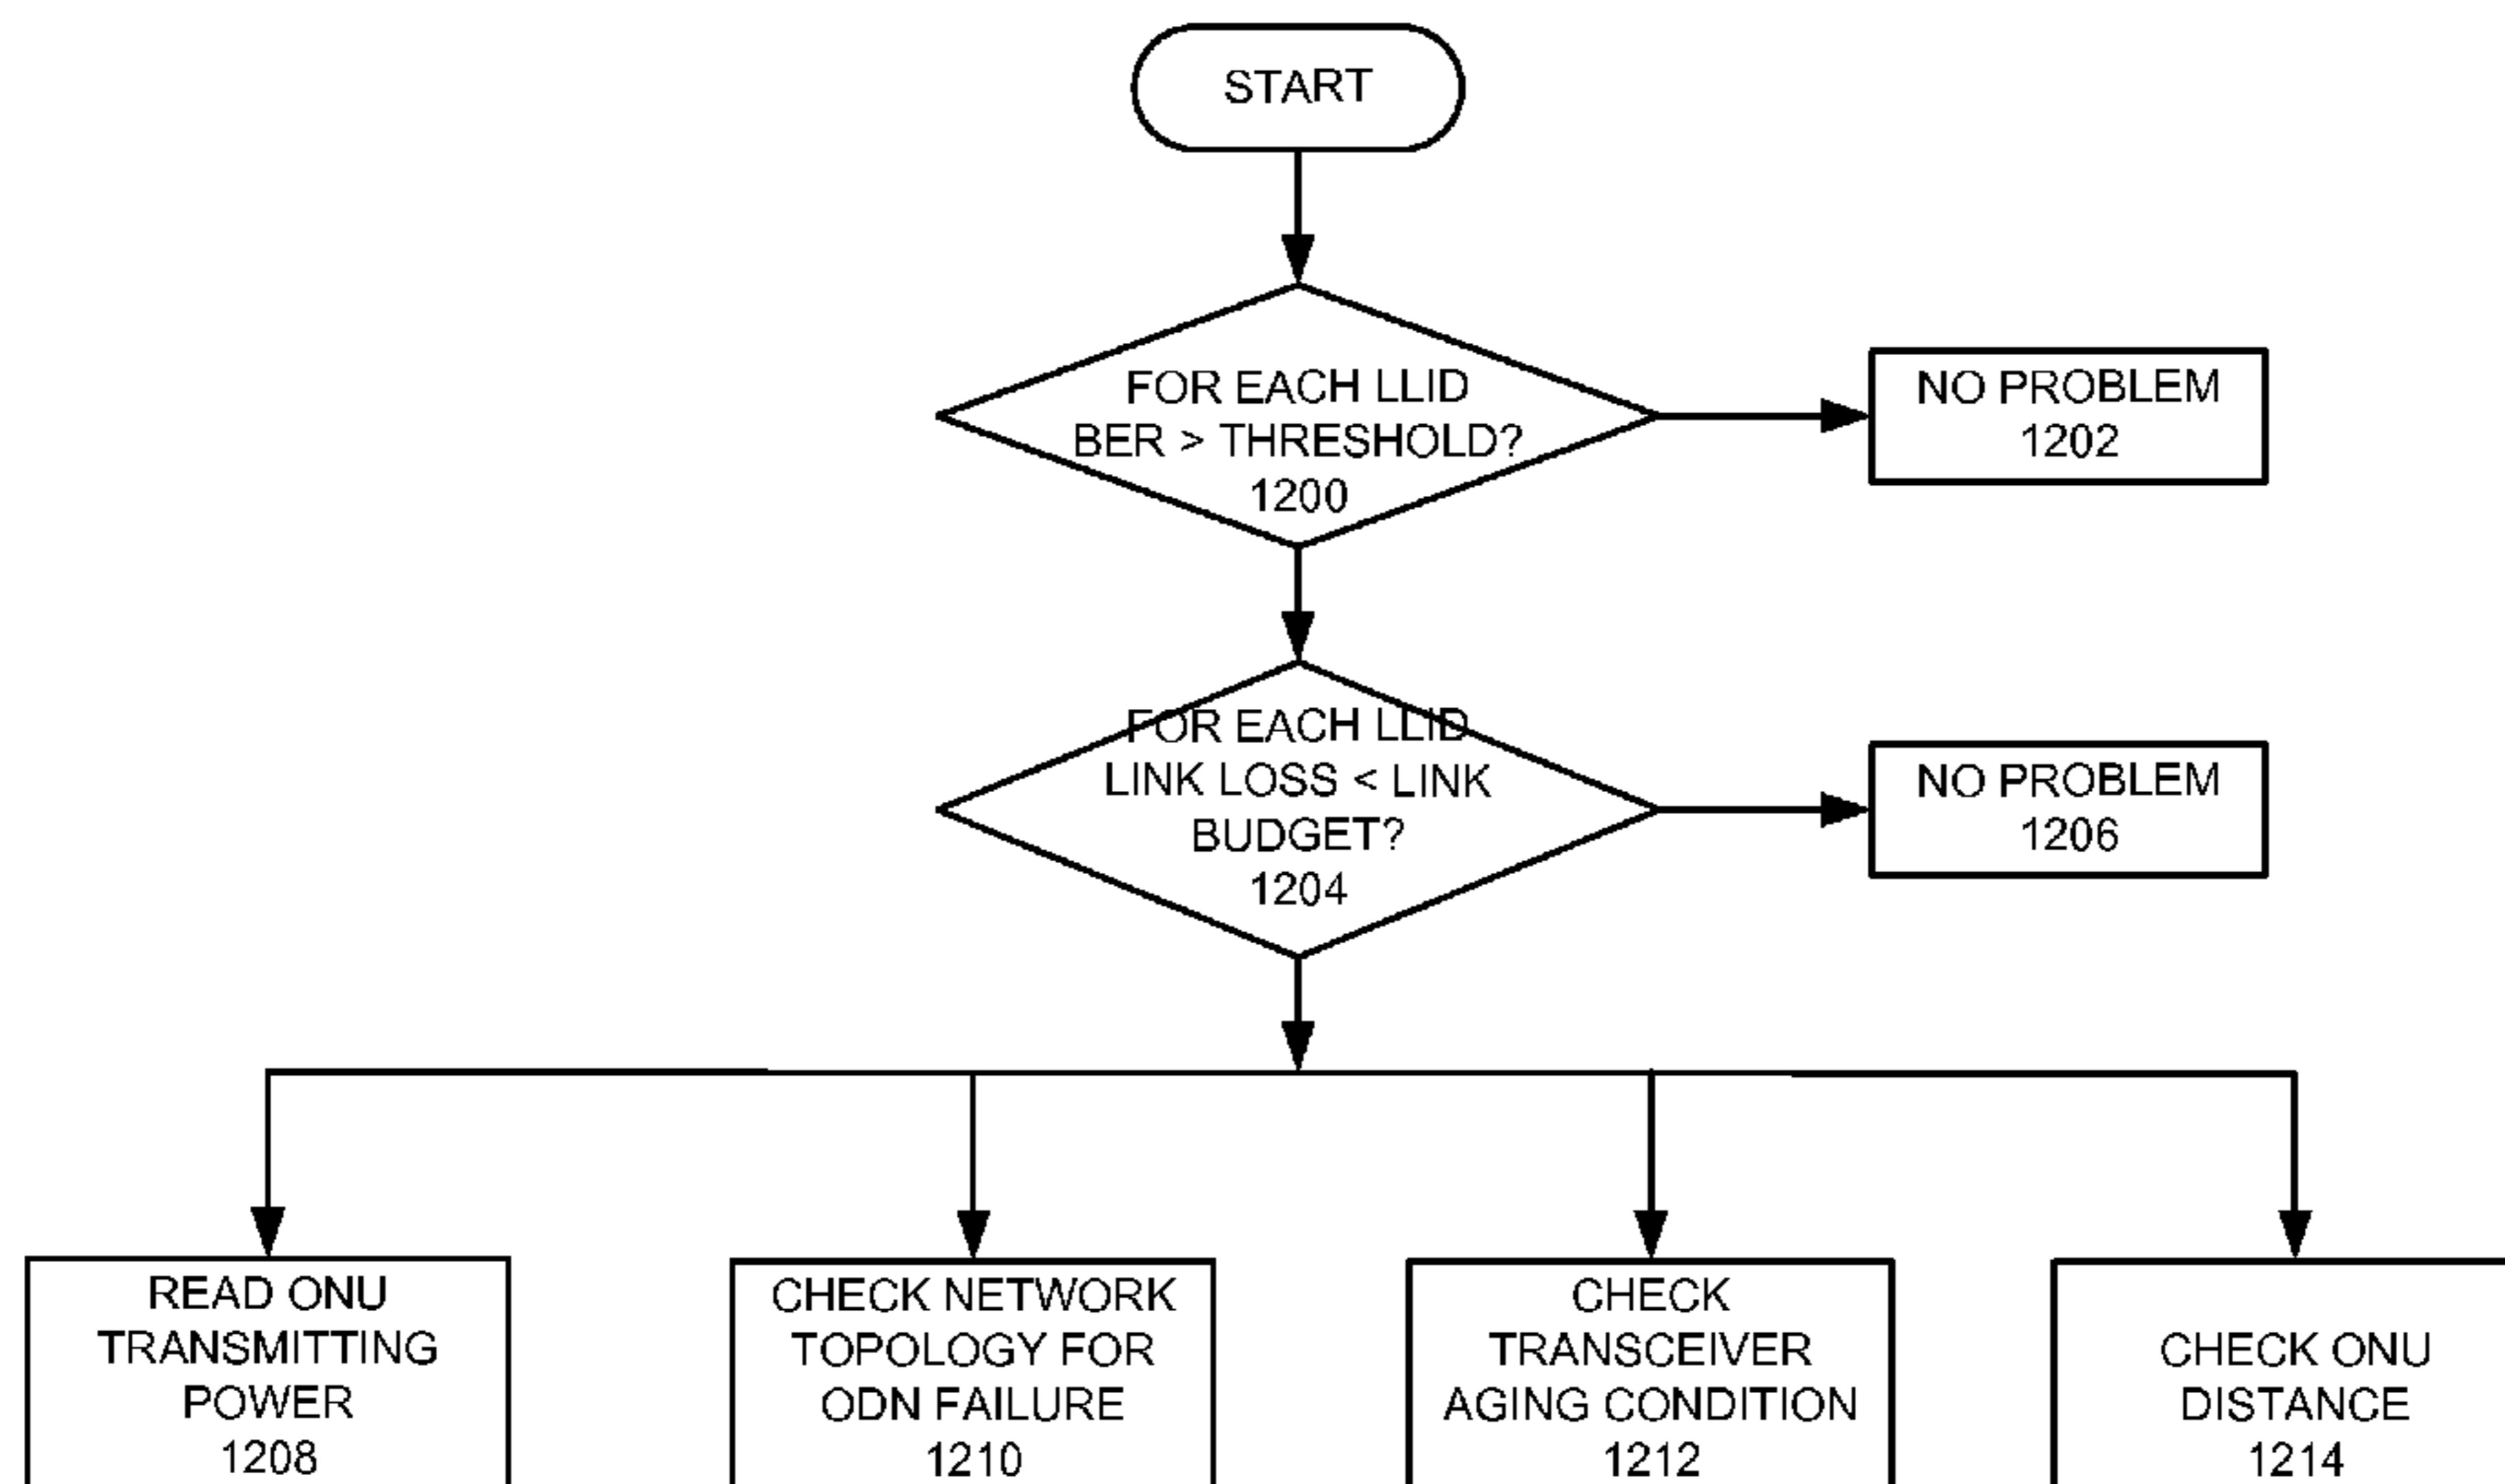 START
FOR EACH LLID
BER > THRESHOLD?
1200
NO PROBLEM
1202
FOR EACH LLID
LINK LOSS < LINK
BUDGET?
1204
NO PROBLEM
1206
READ ONU
TRANSMITTING
POWER
1208
CHECK NETWORK
TOPOLOGY FOR
ODN FAILURE
1210
CHECK
TRANSCEIVER
AGING CONDITION
1212
CHECK ONU
DISTANCE
1214